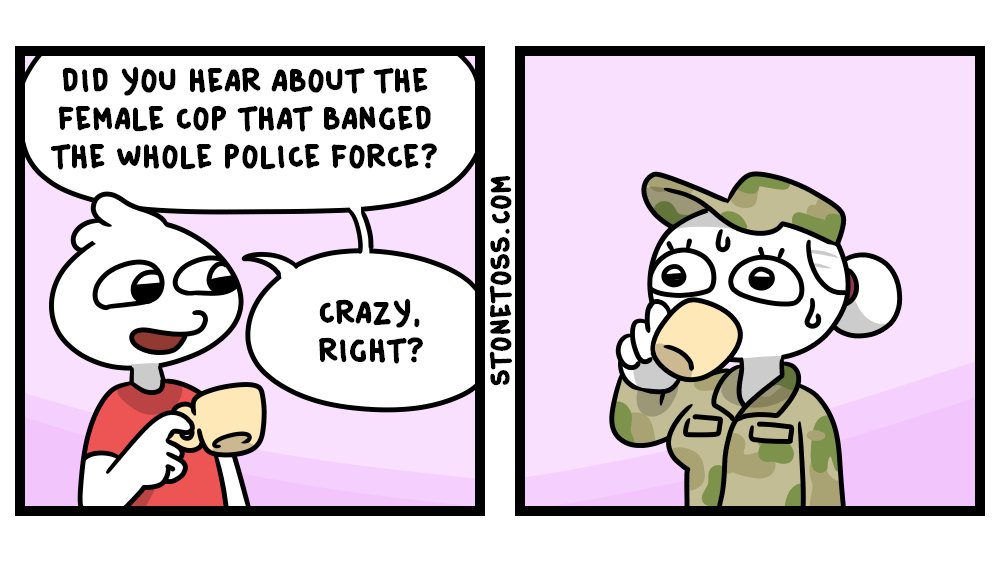 DID YOU HEAR ABOUT THE
FEMALE COP THAT BANGED
THE WHOLE POLICE FORCE?
CRAZY,
RIGHT?
STONETOSS.COM